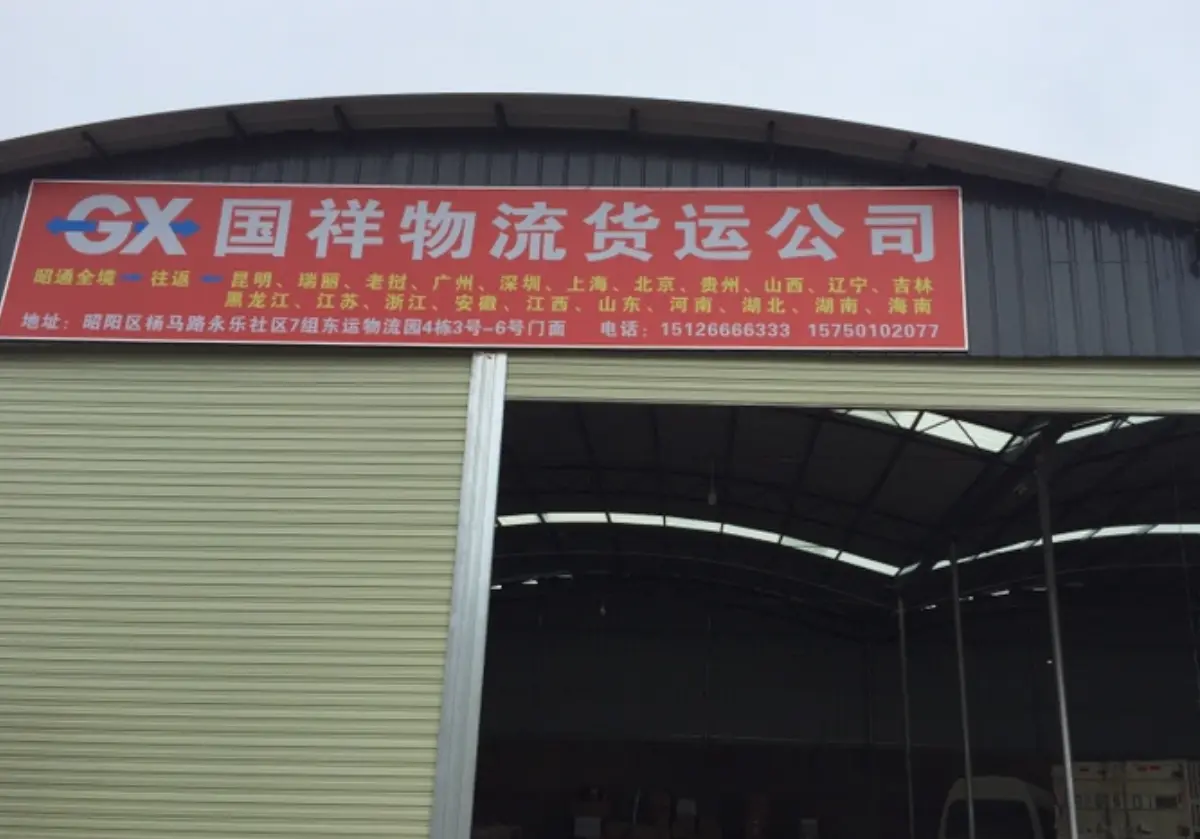 GX 国祥物流货运公司
昭通全境 往返 昆明、瑞丽、老挝、广州、深圳、上海、北京、贵州、山西、辽宁、吉林
黑龙江、江苏、浙江、安徽、江西、山东、河南、湖北、湖南、海南
地址：昭阳区杨马路永乐社区7组东运物流园4栋3号-6号门面 电话：15126666333 15750102077